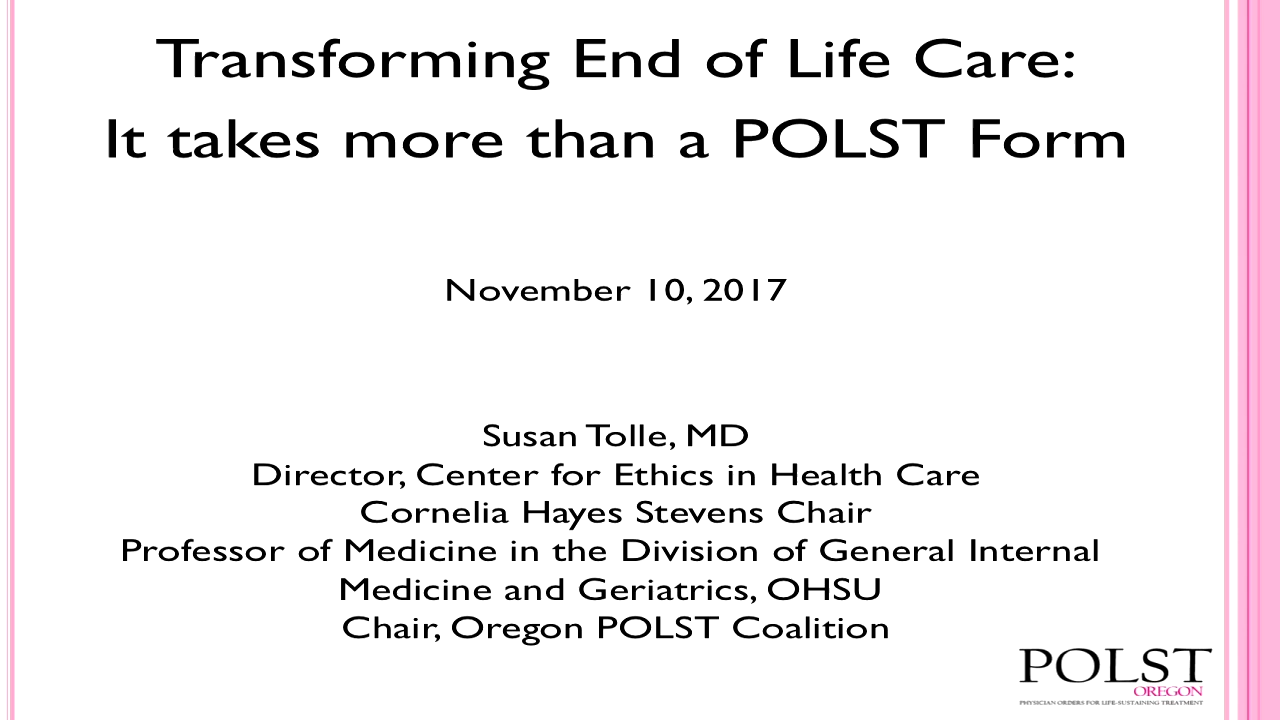 Transforming End of Life Care:
It takes more than a POLST Form
November 10, 2017
Susan Tolle, MD
Director, Center for Ethics in Health Care
Cornelia Hayes Stevens Chair
Professor of Medicine in the Division of General Internal
Medicine and Geriatrics, OHSU
Chair, Oregon POLST Coalition
POLST
OREGON
PHYSICIAN ORDERS FOR LIFE-SUSTAINING TREATMENT